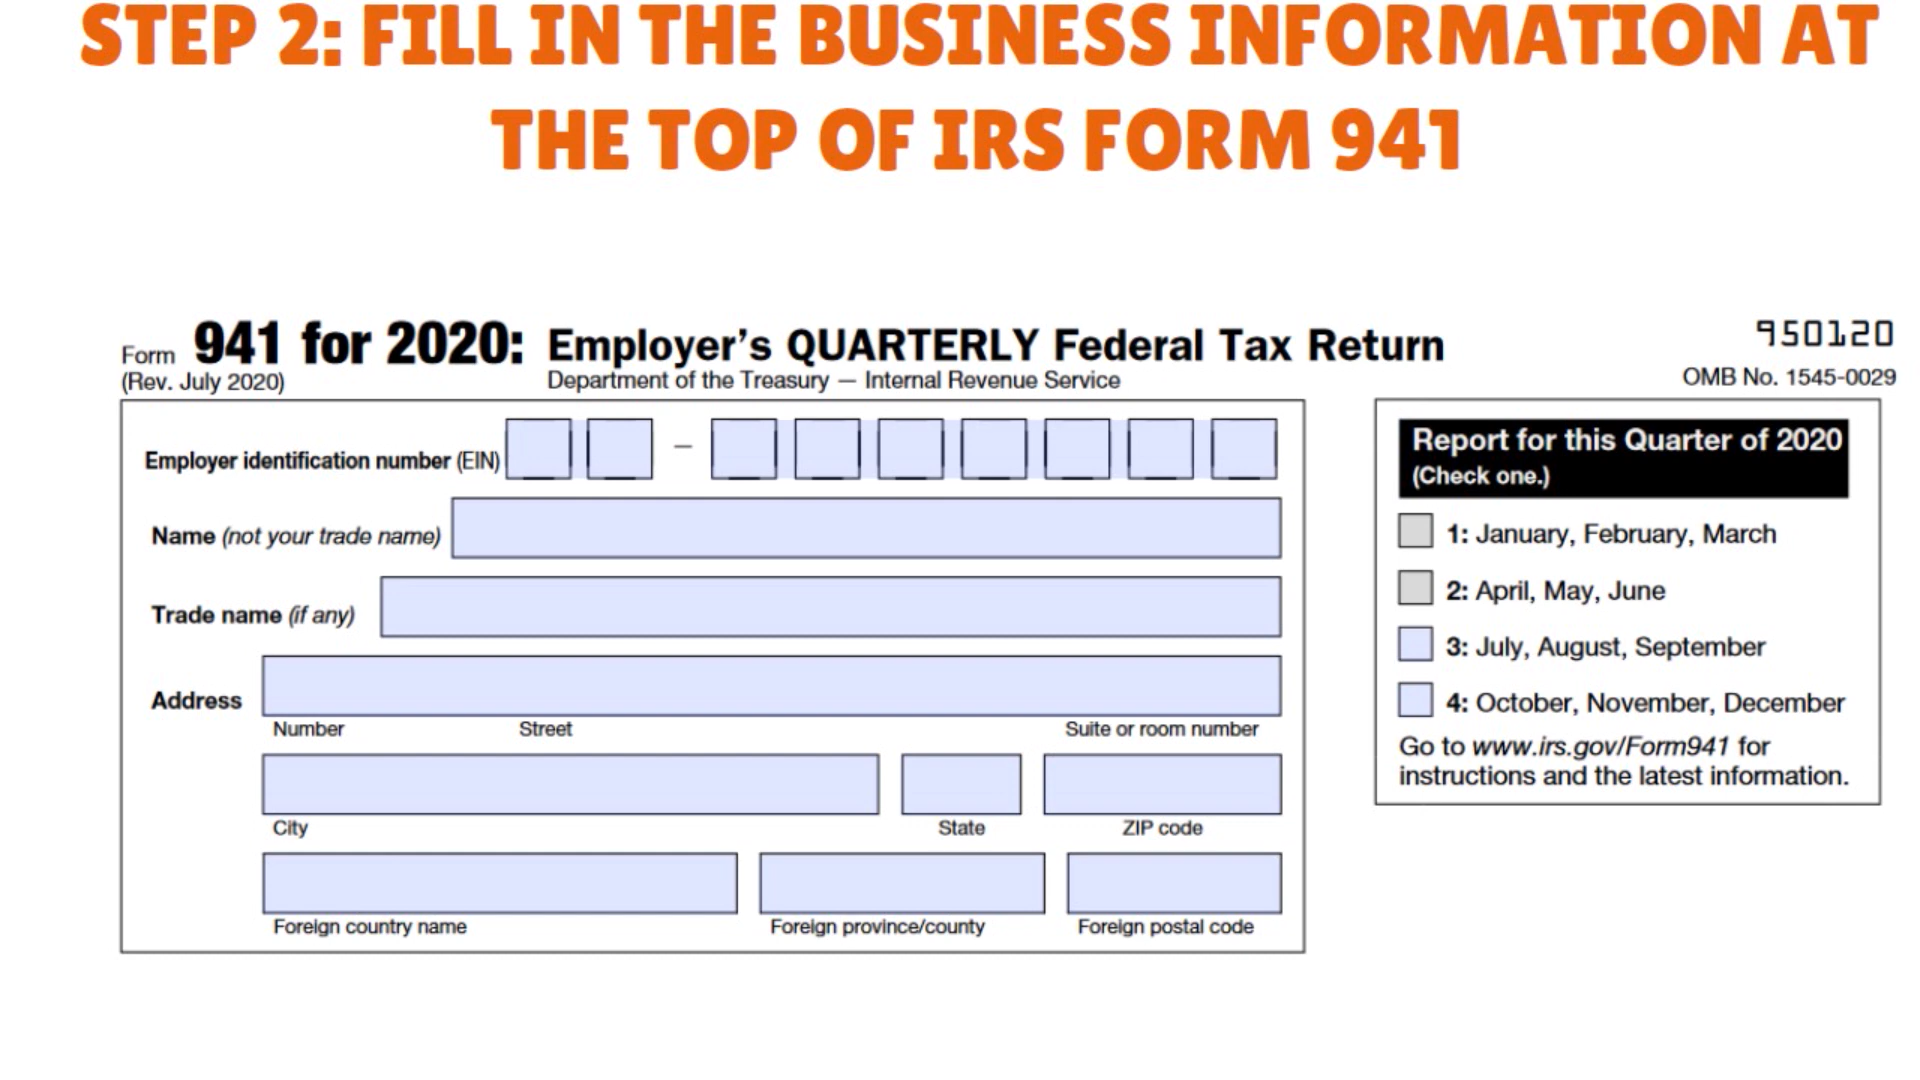 STEP 2: FILL IN THE BUSINESS INFORMATION AT
THE TOP OF IRS FORM 941
Form 941 for 2020: Employer's QUARTERLY Federal Tax Return
(Rev. July 2020)
Department of the Treasury — Internal Revenue Service
950120
OMB No. 1545-0029
Employer identification number (EIN)
–
Name (not your trade name)
Trade name (if any)
Address
Number
Street
Suite or room number
City
State
ZIP code
Foreign country name
Foreign province/county
Foreign postal code
Report for this Quarter of 2020
(Check one.)
1: January, February, March
2: April, May, June
3: July, August, September
4: October, November, December
Go to www.irs.gov/Form941 for
instructions and the latest information.